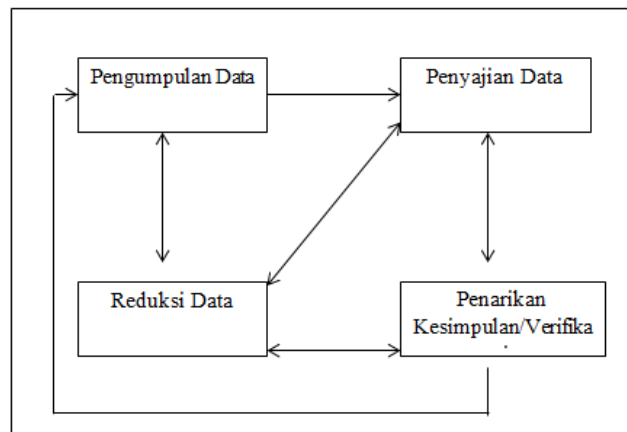 Pengumpulan Data
Penyajian Data
Reduksi Data
Penarikan
Kesimpulan/Verifika